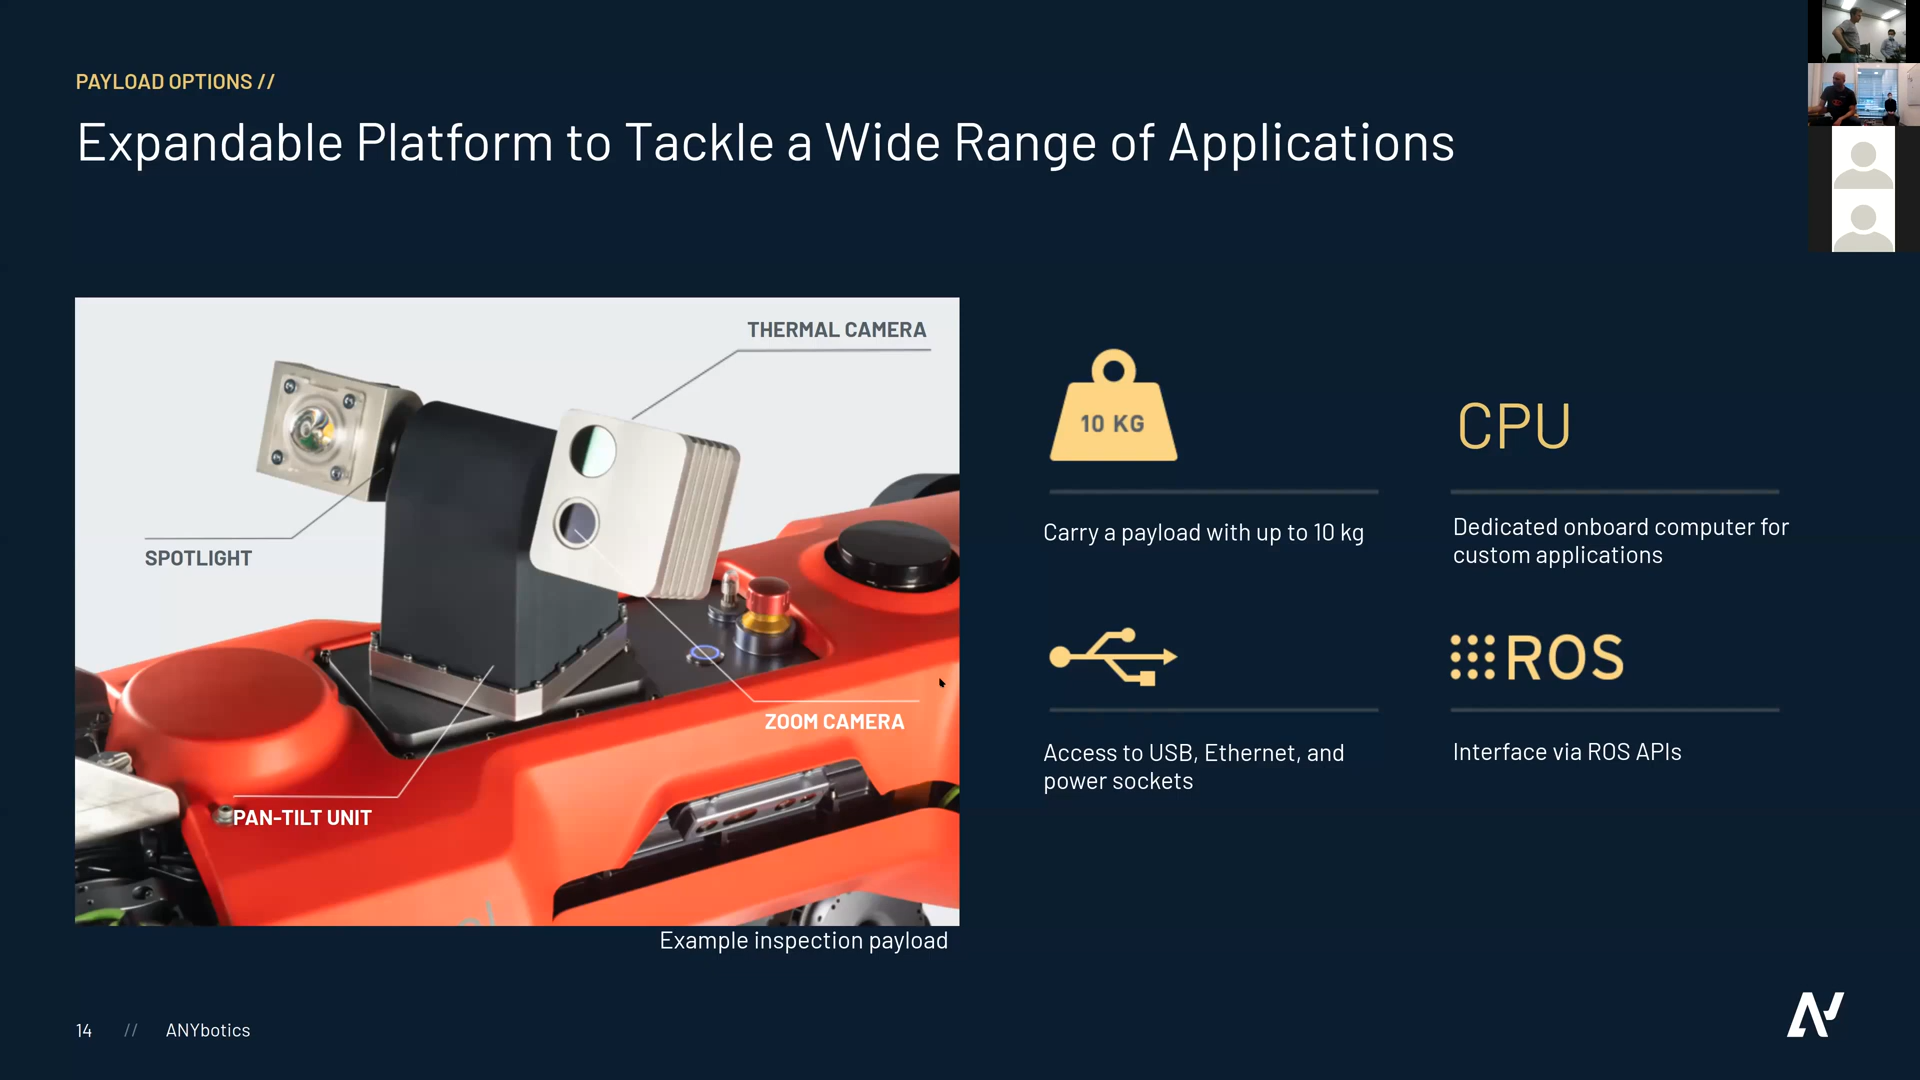 PAYLOAD OPTIONS //
Expandable Platform to Tackle a Wide Range of Applications
THERMAL CAMERA
SPOTLIGHT
ZOOM CAMERA
PAN-TILT UNIT
Example inspection payload
10 KG
Carry a payload with up to 10 kg
CPU
Dedicated onboard computer for
custom applications
Access to USB, Ethernet, and
power sockets
ROS
Interface via ROS APIs
14 // ANYbotics